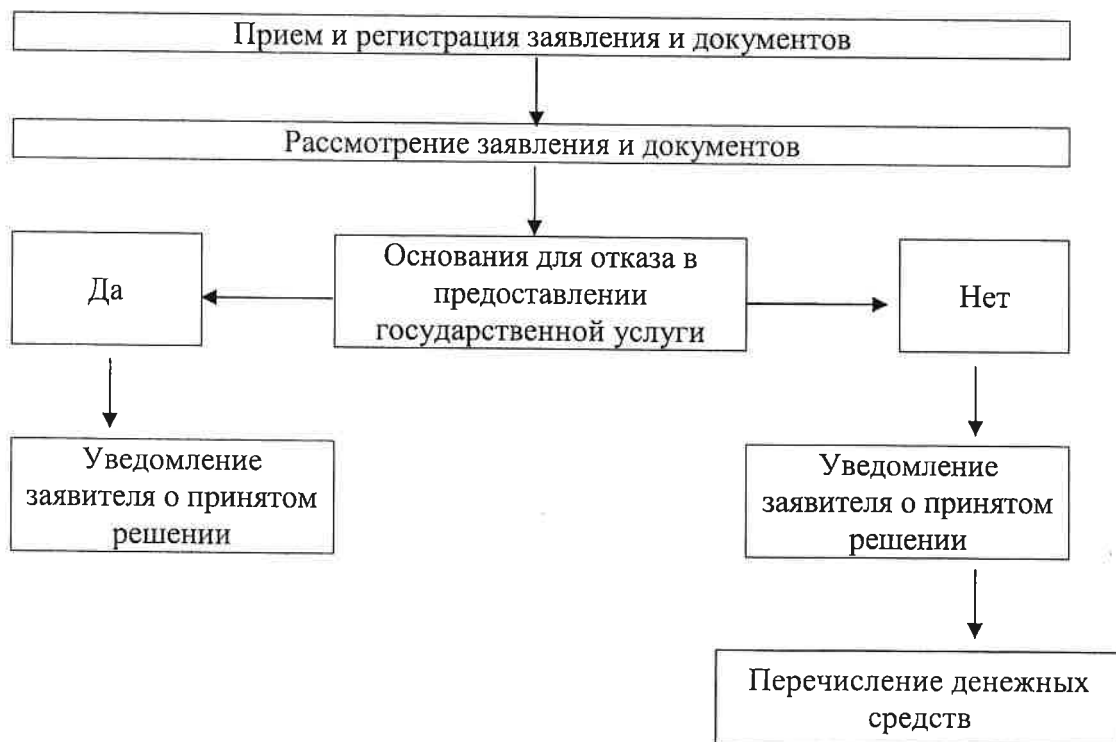 Прием и регистрация заявления и документов
Рассмотрение заявления и документов
Да
Основания для отказа в
предоставлении
государственной услуги
Нет
Уведомление
заявителя о принятом
решении
Уведомление
заявителя о принятом
решении
Перечисление денежных
средств